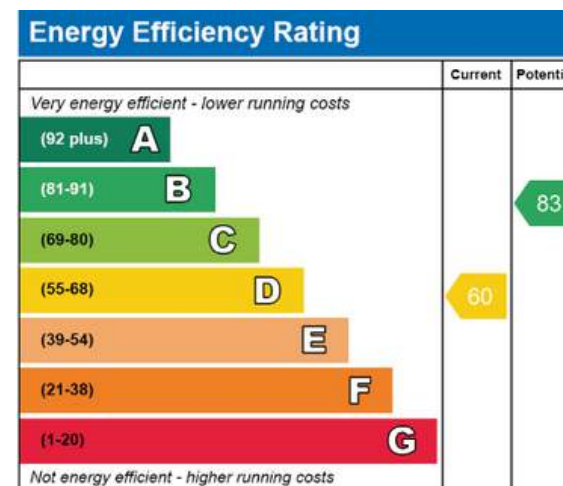 Energy Efficiency Rating
Current Potenti
Very energy efficient - lower running costs
(92 plus) A
(81-91) B
83
(69-80) C
(55-68) D
60
(39-54) E
(21-38) F
(1-20) G
Not energy efficient - higher running costs